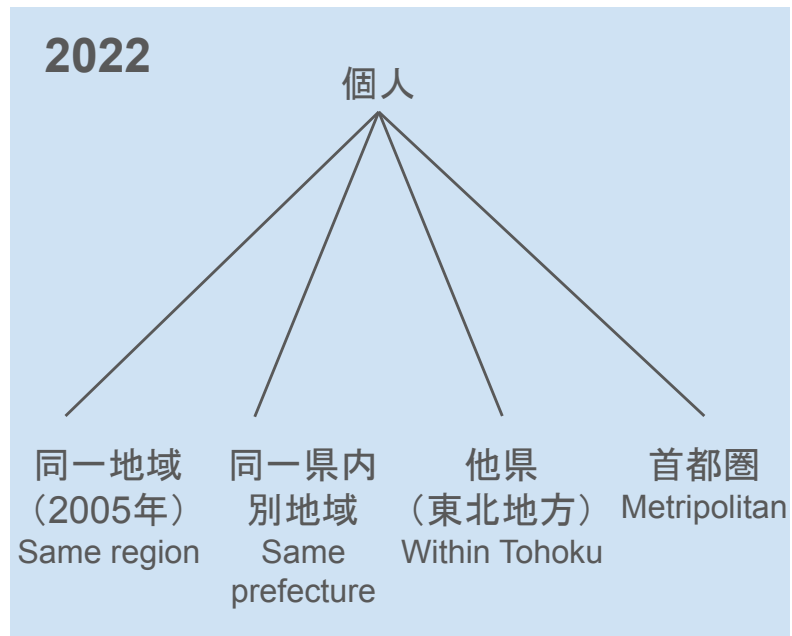 2022
個人
同一地域
（2005年）
Same region
同一県内
別地域
Same
prefecture
他県
（東北地方）
Within Tohoku
首都圏
Metripolitan